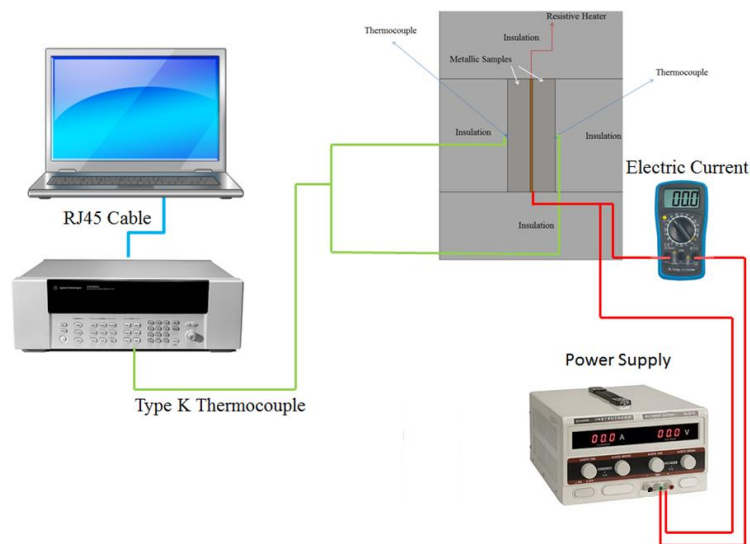 Resistive Heater
Thermocouple
Insulation
Metallic Samples
Thermocouple
Insulation
Insulation
Electric Current
000
RJ45 Cable
Insulation
Power Supply
Type K Thermocouple
000 A
000 V